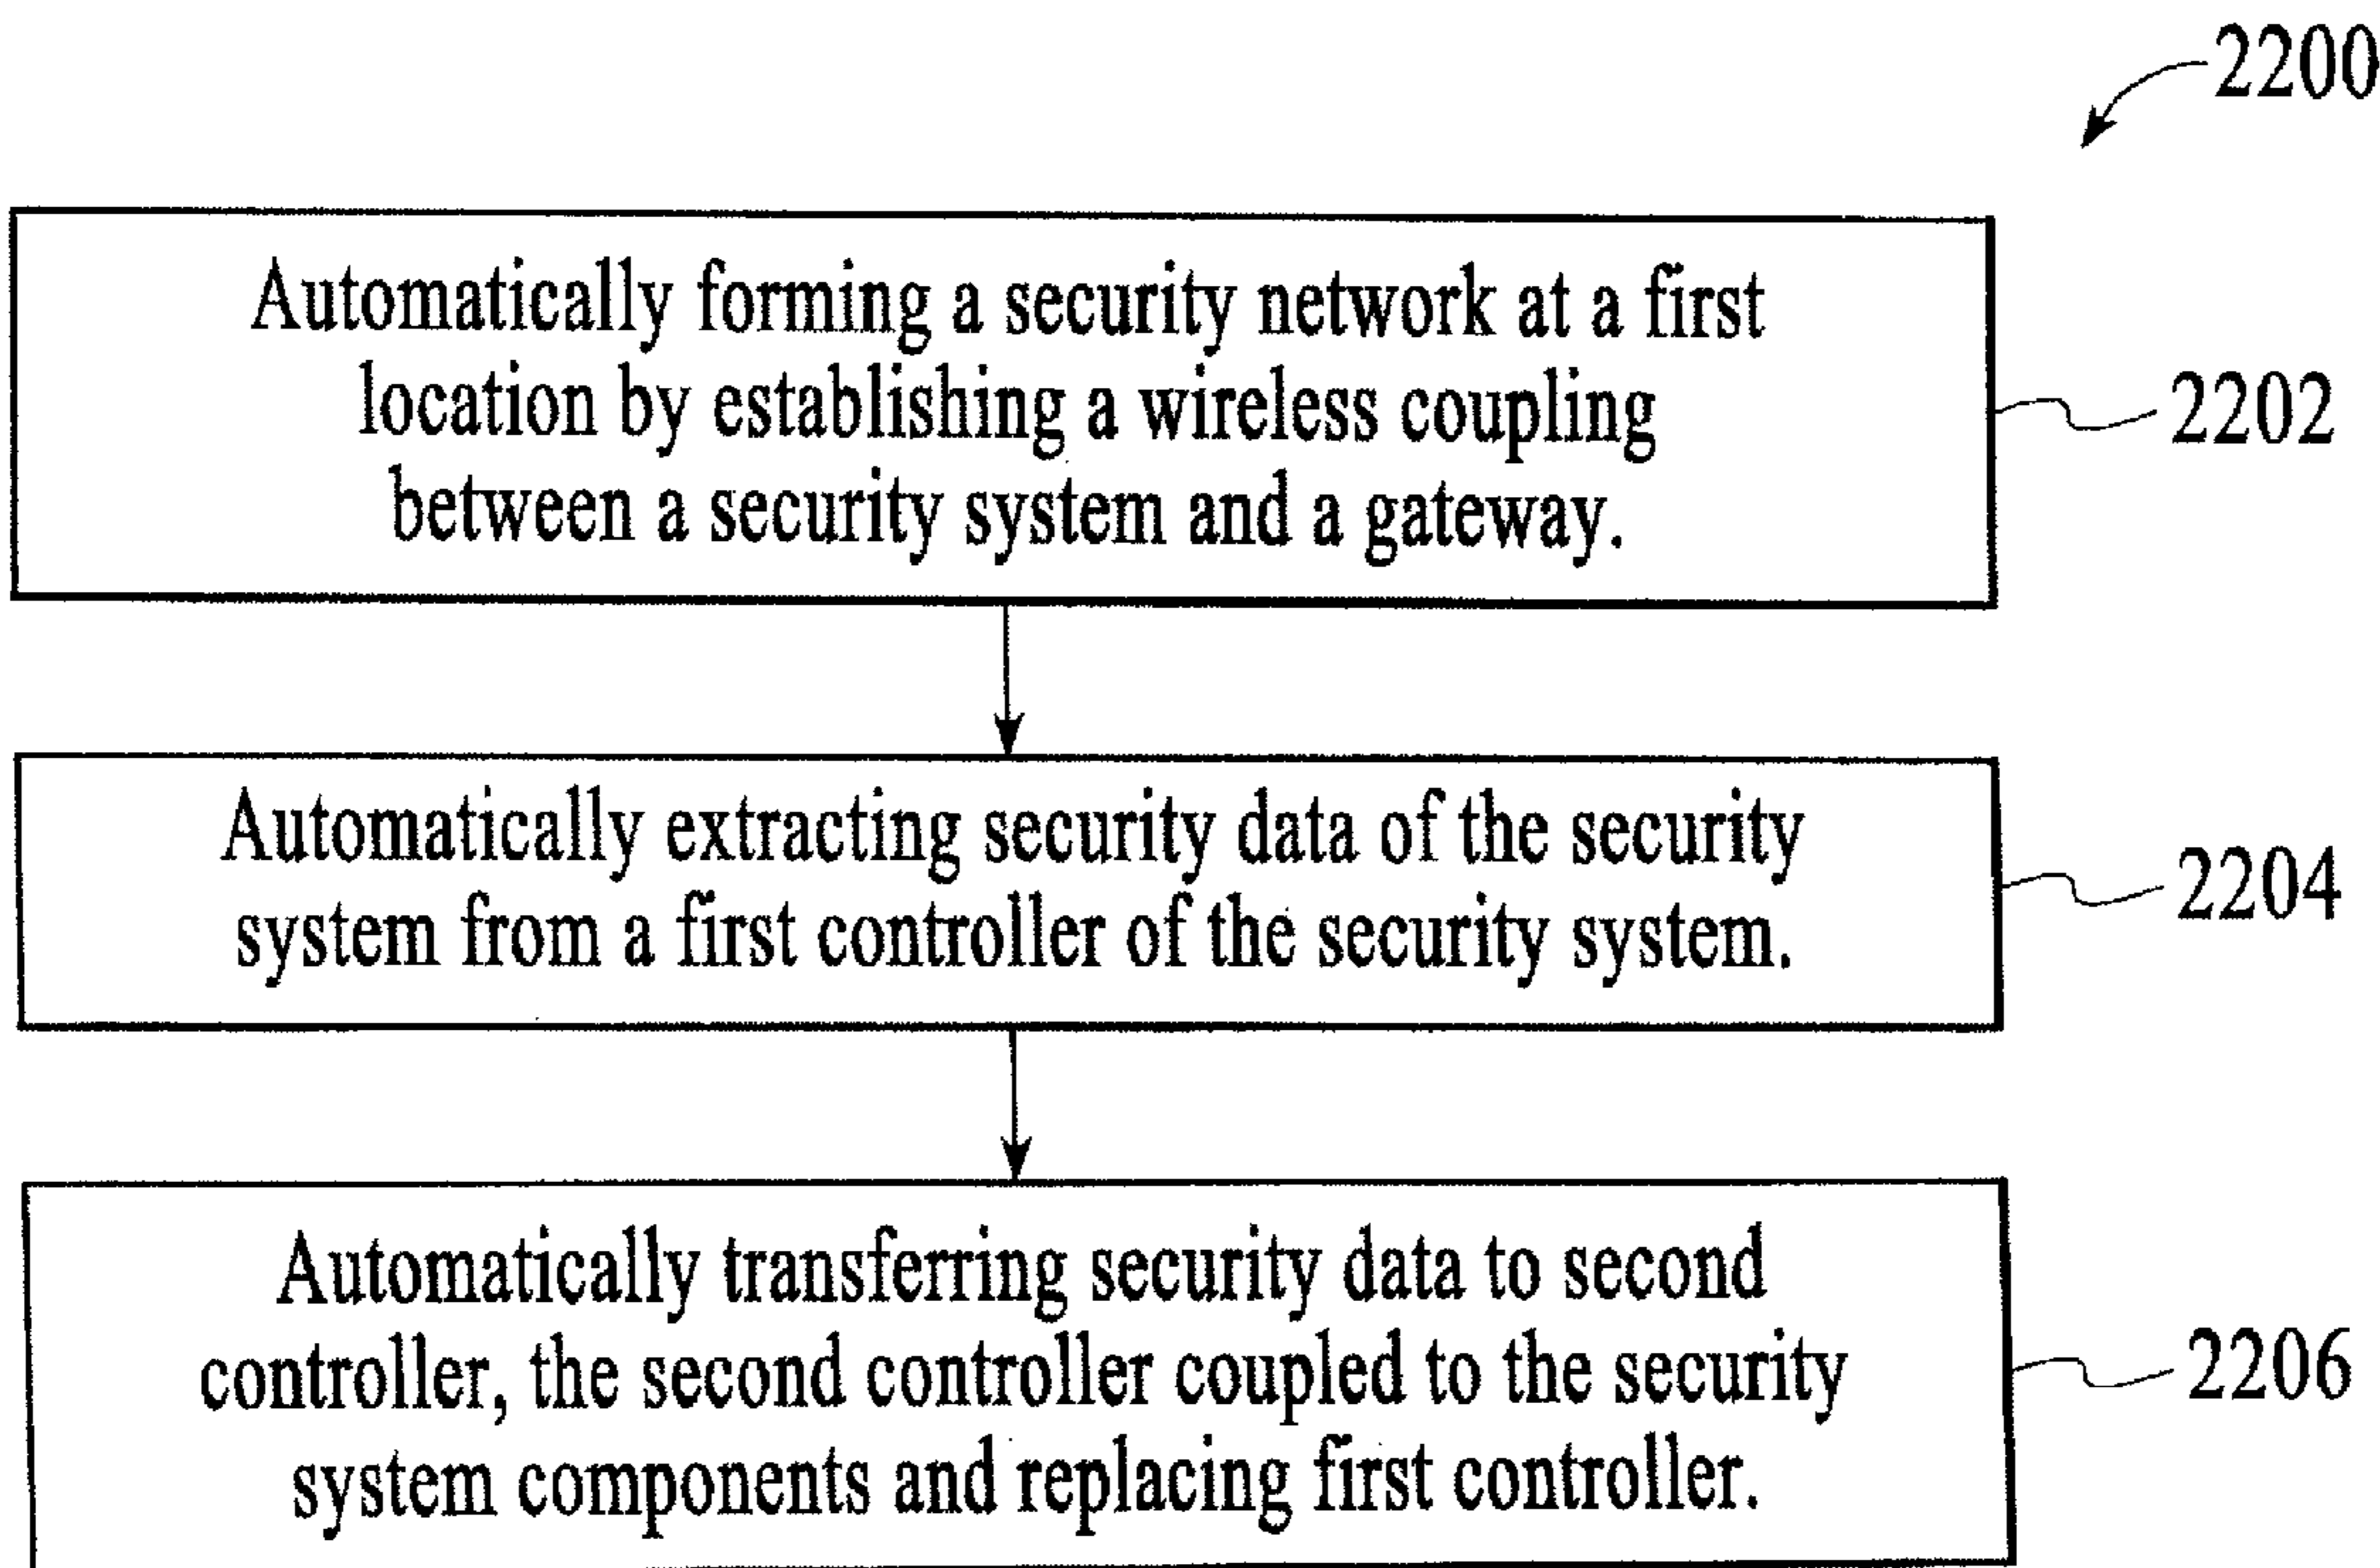 2200
Automatically forming a security network at a first
location by establishing a wireless coupling
between a security system and a gateway.
2202
Automatically extracting security data of the security
system from a first controller of the security system.
2204
Automatically transferring security data to second
controller, the second controller coupled to the security
system components and replacing first controller.
2206